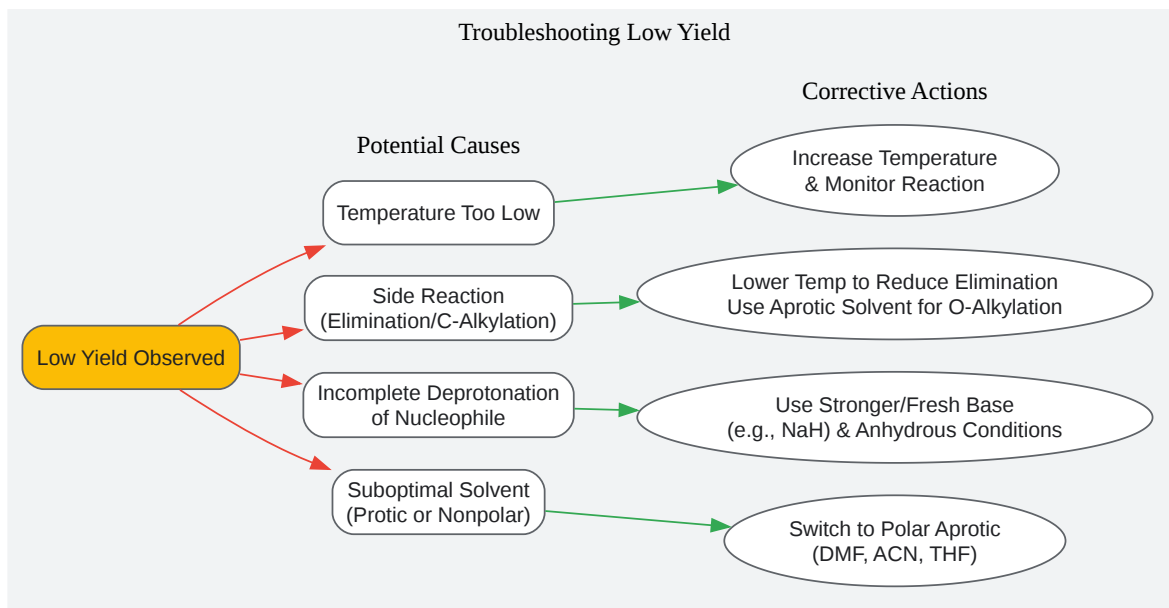 Troubleshooting Low Yield
Corrective Actions
Potential Causes
Increase Temperature
& Monitor Reaction
Temperature Too Low
Lower Temp to Reduce Elimination
Use Aprotic Solvent for O-Alkylation
Side Reaction
(Elimination/C-Alkylation)
Low Yield Observed
Incomplete Deprotonation
of Nucleophile
Use Stronger/Fresh Base
(e.g., NaH) & Anhydrous Conditions
Suboptimal Solvent
(Protic or Nonpolar)
Switch to Polar Aprotic
(DMF, ACN, THF)